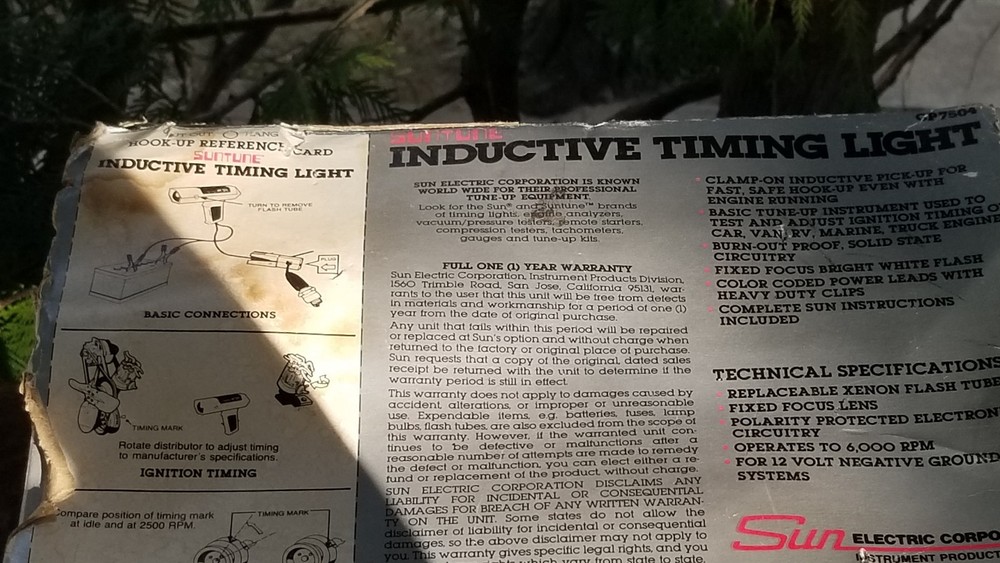 HOOK-UP REFERENCE CARD
SUNTUNE
INDUCTIVE TIMING LIGHT
TURN TO REMOVE
FLASH TUBE
PLUG
BASIC CONNECTIONS
TIMING MARK
Rotate distributor to adjust timing
to manufacturer's specifications.
IGNITION TIMING
Compare position of timing mark
at idle and at 2500 RPM.
TIMING MARK
SUNTUNE
INDUCTIVE TIMING LIGHT
SUN ELECTRIC CORPORATION IS KNOWN
WORLD WIDE FOR THEIR PROFESSIONAL
TUNE-UP EQUIPMENT.
Look for the Sun® and Suntune™ brands
of timing lights, engine analyzers,
vacuum/pressure testers, remote starters,
compression testers, tachometers,
gauges and tune-up kits.
FULL ONE (1) YEAR WARRANTY
Sun Electric Corporation, Instrument Products Division,
1560 Trimble Road, San Jose, California 95131, war-
rants to the user that this unit will be free from defects
in materials and workmanship for a period of one (1)
year from the date of original purchase.
Any unit that fails within this period will be repaired
or replaced at Sun's option and without charge when
returned to the factory or original place of purchase.
Sun requests that a copy of the original, dated sales
receipt be returned with the unit to determine if the
warranty period is still in effect.
This warranty does not apply to damages caused by
accident, alterations, or improper or unreasonable
use. Expendable items, e.g. batteries, fuses, lamp
bulbs, flash tubes, are also excluded from the scope of
this warranty. However, if the warranted unit con-
tinues to be defective or malfunctions after a
reasonable number of attempts are made to remedy
the defect or malfunction, you can elect either a re-
fund or replacement of the product, without charge.
SUN ELECTRIC CORPORATION DISCLAIMS ANY
LIABILITY FOR INCIDENTAL OR CONSEQUENTIAL
DAMAGES FOR BREACH OF ANY WRITTEN WARRAN-
TY ON THE UNIT. Some states do not allow the
disclaimer of liability for incidental or consequential
damages, so the above disclaimer may not apply to
you. This warranty gives specific legal rights, and you
rights which vary from state to state.
CP7504
CLAMP-ON INDUCTIVE PICK-UP FOR
FAST, SAFE HOOK-UP EVEN WITH
ENGINE RUNNING
BASIC TUNE-UP INSTRUMENT USED TO
TEST AND ADJUST IGNITION TIMING O
CAR, VAN, RV, MARINE, TRUCK ENGINE
BURN-OUT PROOF, SOLID STATE
CIRCUITRY
FIXED FOCUS BRIGHT WHITE FLASH
COLOR CODED POWER LEADS WITH
HEAVY DUTY CLIPS
COMPLETE SUN INSTRUCTIONS
INCLUDED
TECHNICAL SPECIFICATIONS
REPLACEABLE XENON FLASH TUBE
FIXED FOCUS LENS
POLARITY PROTECTED ELECTRON
CIRCUITRY
OPERATES TO 6,000 RPM
FOR 12 VOLT NEGATIVE GROUND
SYSTEMS
Sun ELECTRIC CORPO
INSTRUMENT PRODUCT